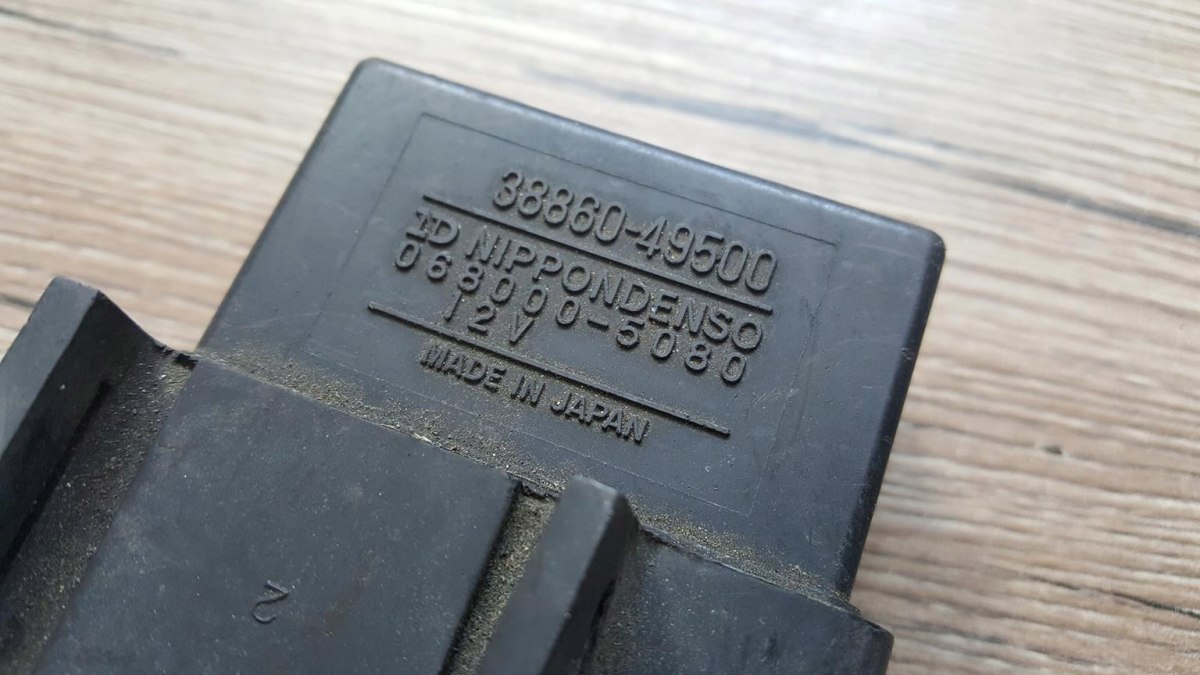 38860-49500
ND NIPPONDENSO
068000-5080
12V
MADE IN JAPAN
2